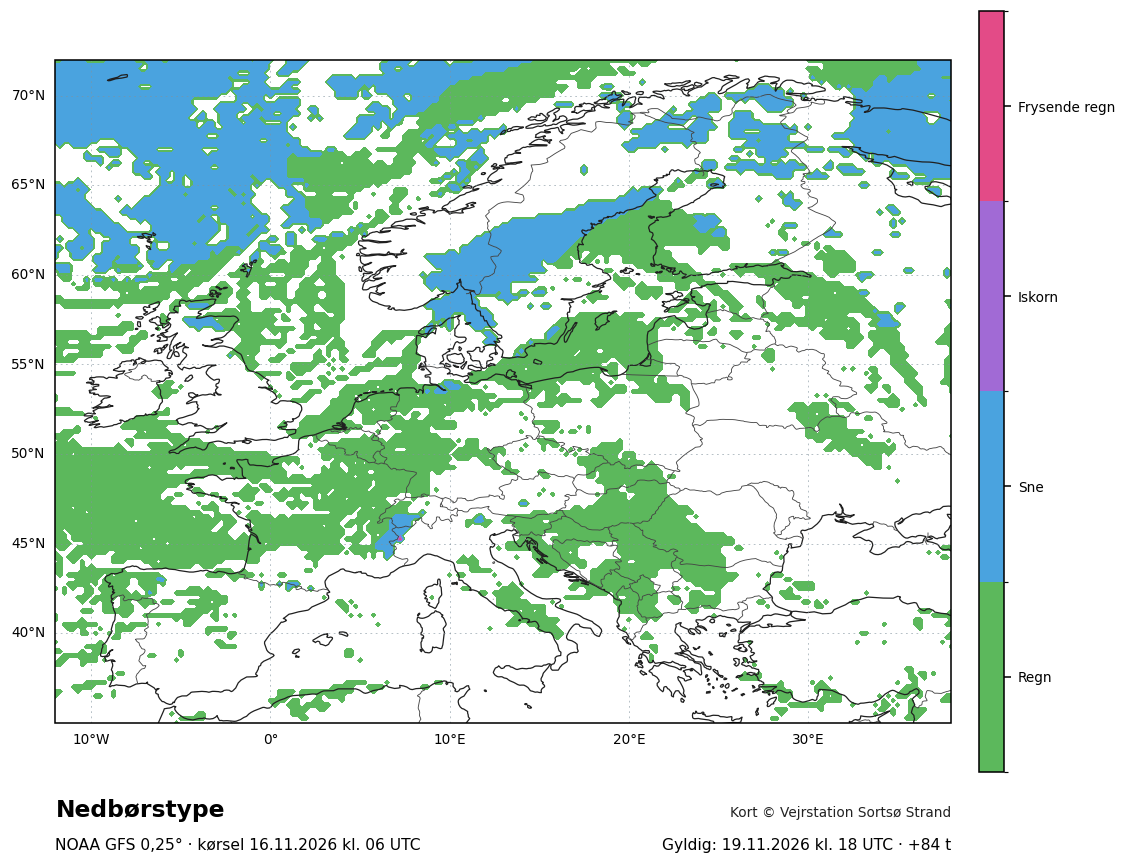 70°N
65°N
60°N
55°N
50°N
45°N
40°N
10°W
0°
10°E
20°E
30°E
Frysende regn
Iskorn
Sne
Regn
Nedbørstype
Kort © Vejrstation Sortsø Strand
NOAA GFS 0,25° · kørsel 16.11.2026 kl. 06 UTC
Gyldig: 19.11.2026 kl. 18 UTC · +84 t